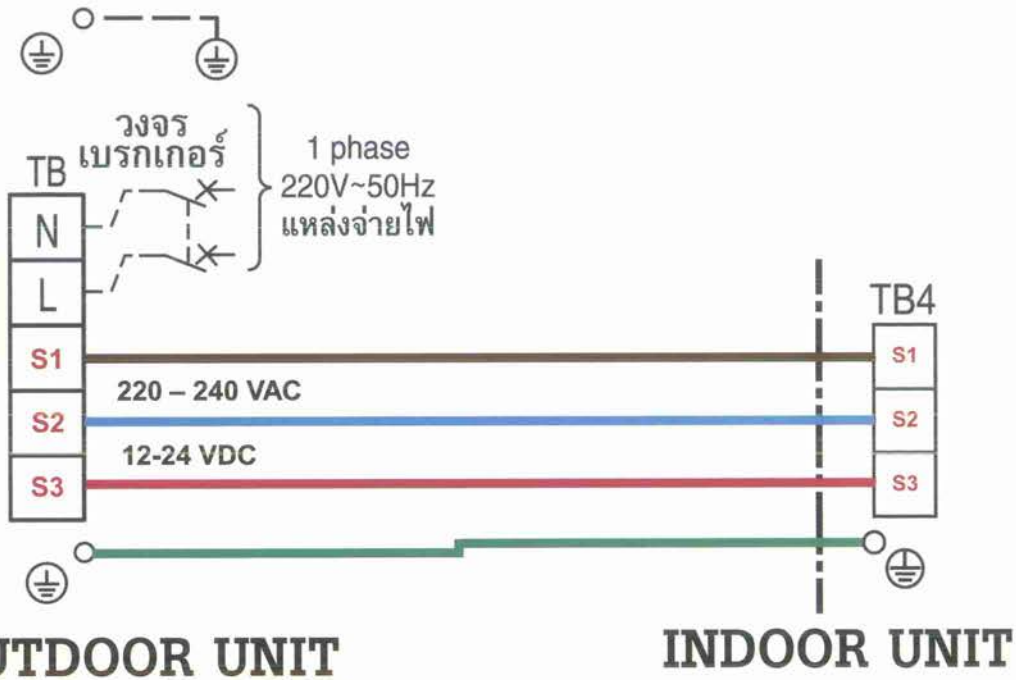 วงจร
เบรกเกอร์
1 phase
220V~50Hz
แหล่งจ่ายไฟ
TB
N
L
S1
220 – 240 VAC
S2
12-24 VDC
S3
TB4
S1
S2
S3
UTDOOR UNIT
INDOOR UNIT